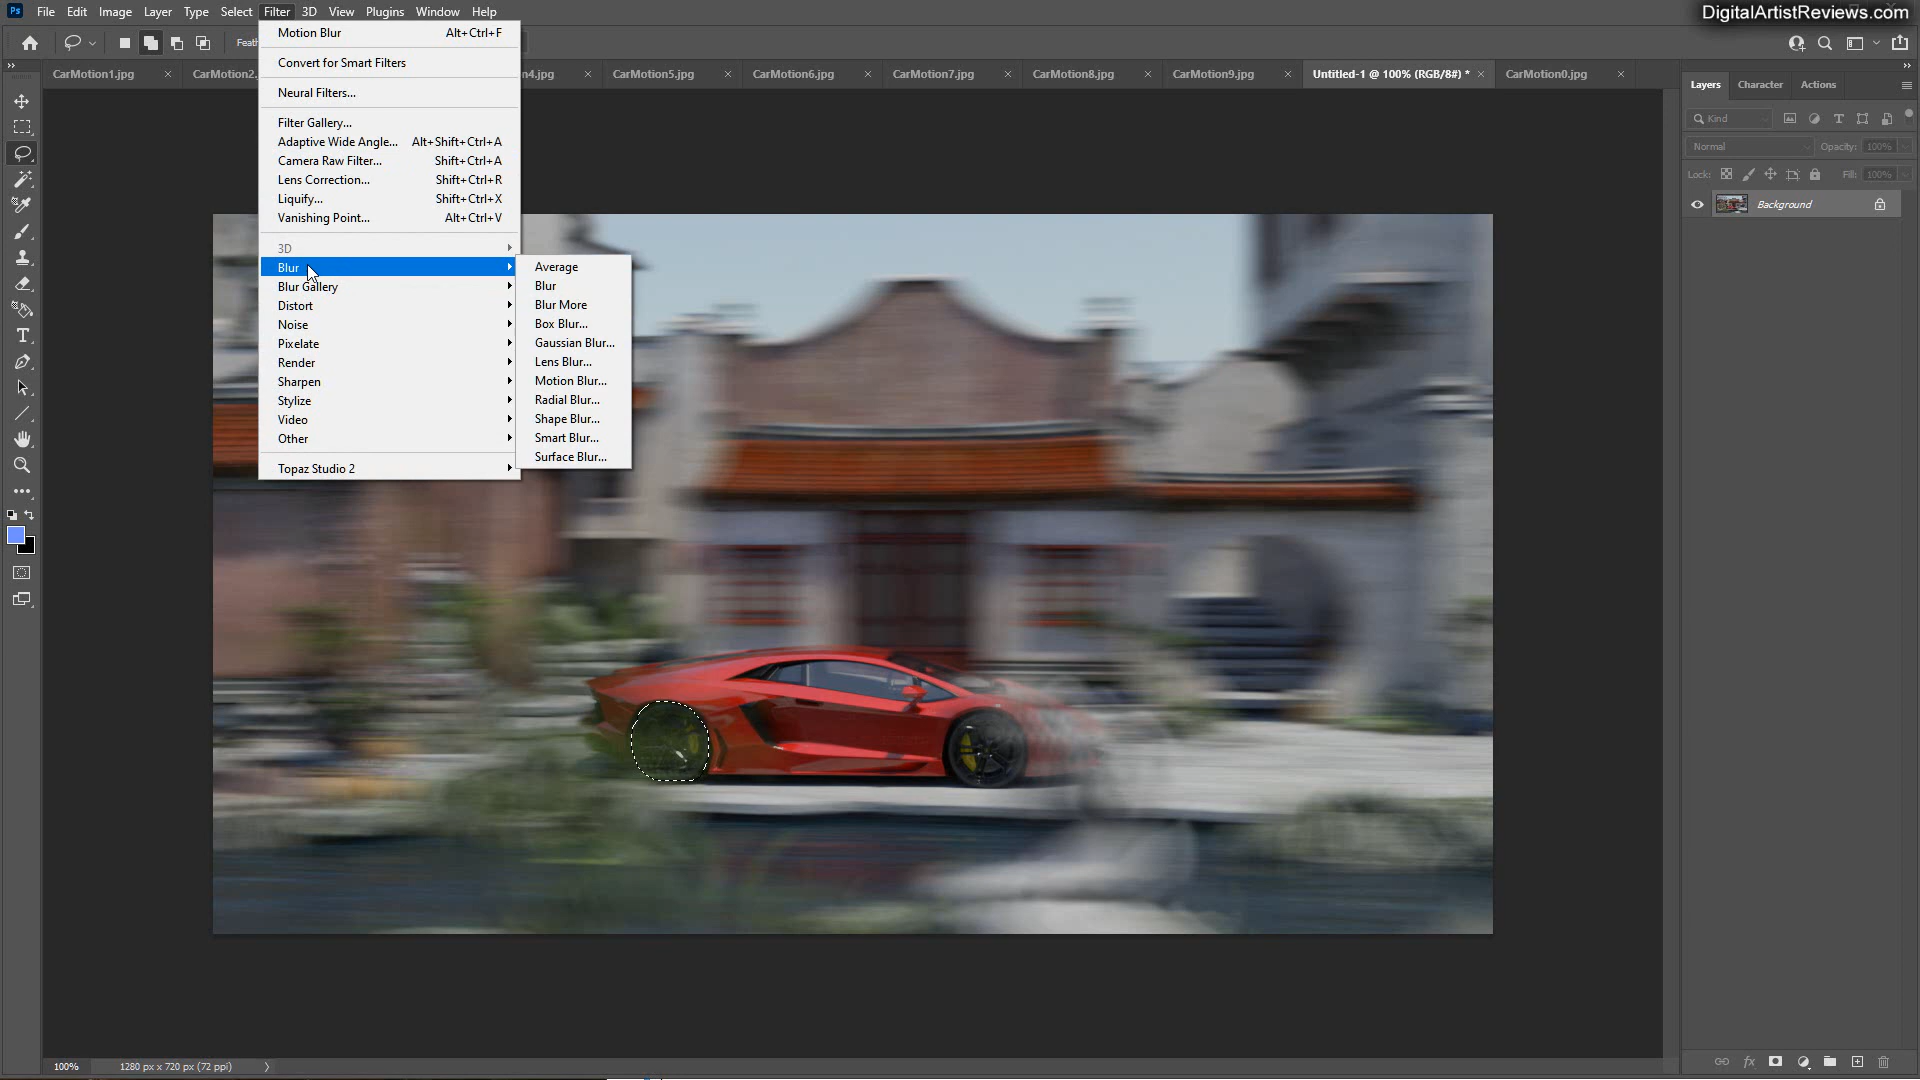 Ps File Edit Image Layer Type Select Filter 3D View Plugins Window Help
DigitalArtistReviews.com
CarMotion1.jpg CarMotion2. CarMotion5.jpg CarMotion6.jpg CarMotion7.jpg CarMotion8.jpg CarMotion9.jpg Untitled-1 @ 100% (RGB/8#) * CarMotion0.jpg
Motion Blur Alt+Ctrl+F
Convert for Smart Filters
Neural Filters...
Filter Gallery...
Adaptive Wide Angle... Alt+Shift+Ctrl+A
Camera Raw Filter... Shift+Ctrl+A
Lens Correction... Shift+Ctrl+R
Liquify... Shift+Ctrl+X
Vanishing Point... Alt+Ctrl+V
3D
Blur
Blur Gallery
Distort
Noise
Pixelate
Render
Sharpen
Stylize
Video
Other
Topaz Studio 2
Average
Blur
Blur More
Box Blur...
Gaussian Blur...
Lens Blur...
Motion Blur...
Radial Blur...
Shape Blur...
Smart Blur...
Surface Blur...
Layers Character Actions
Kind
Normal Opacity: 100%
Lock: Fill: 100%
Background
100% 1280 px x 720 px (72 ppi)